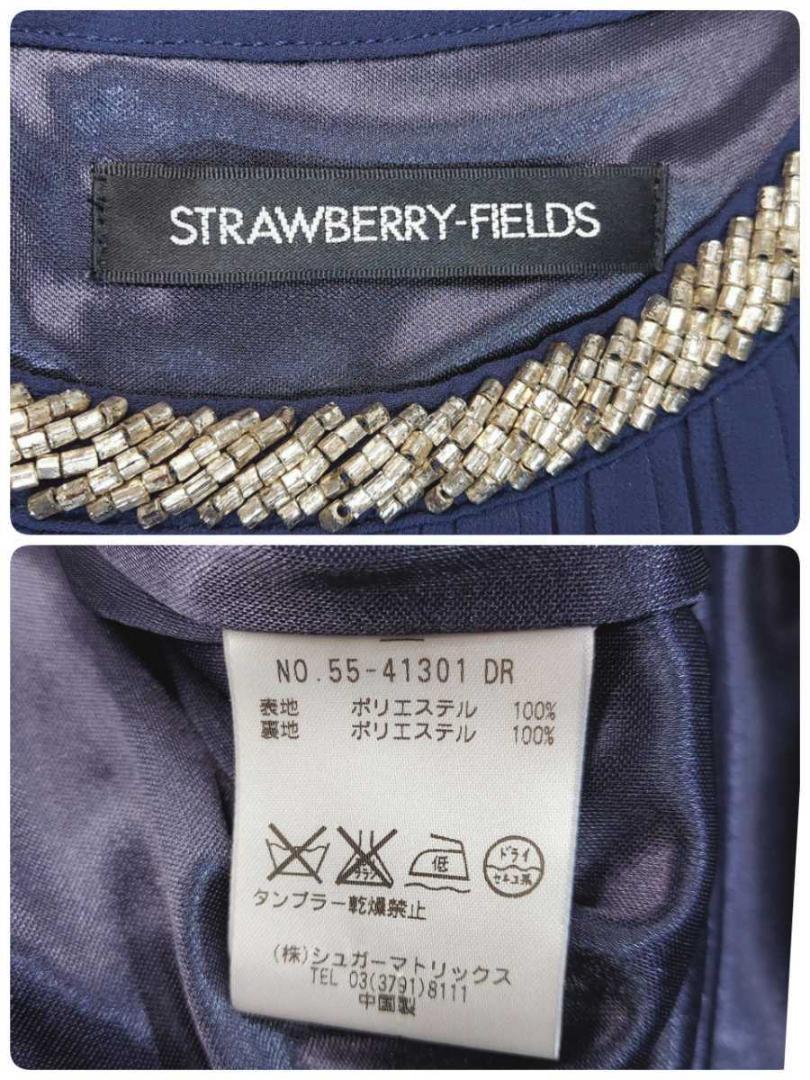 STRAWBERRY-FIELDS
NO.55-41301 DR
表地 ポリエステル 100%
裏地 ポリエステル 100%
低
ドライ
セキユ系
タンブラー乾燥禁止
(株)シュガーマトリックス
TEL 03(3791)8111
中国製